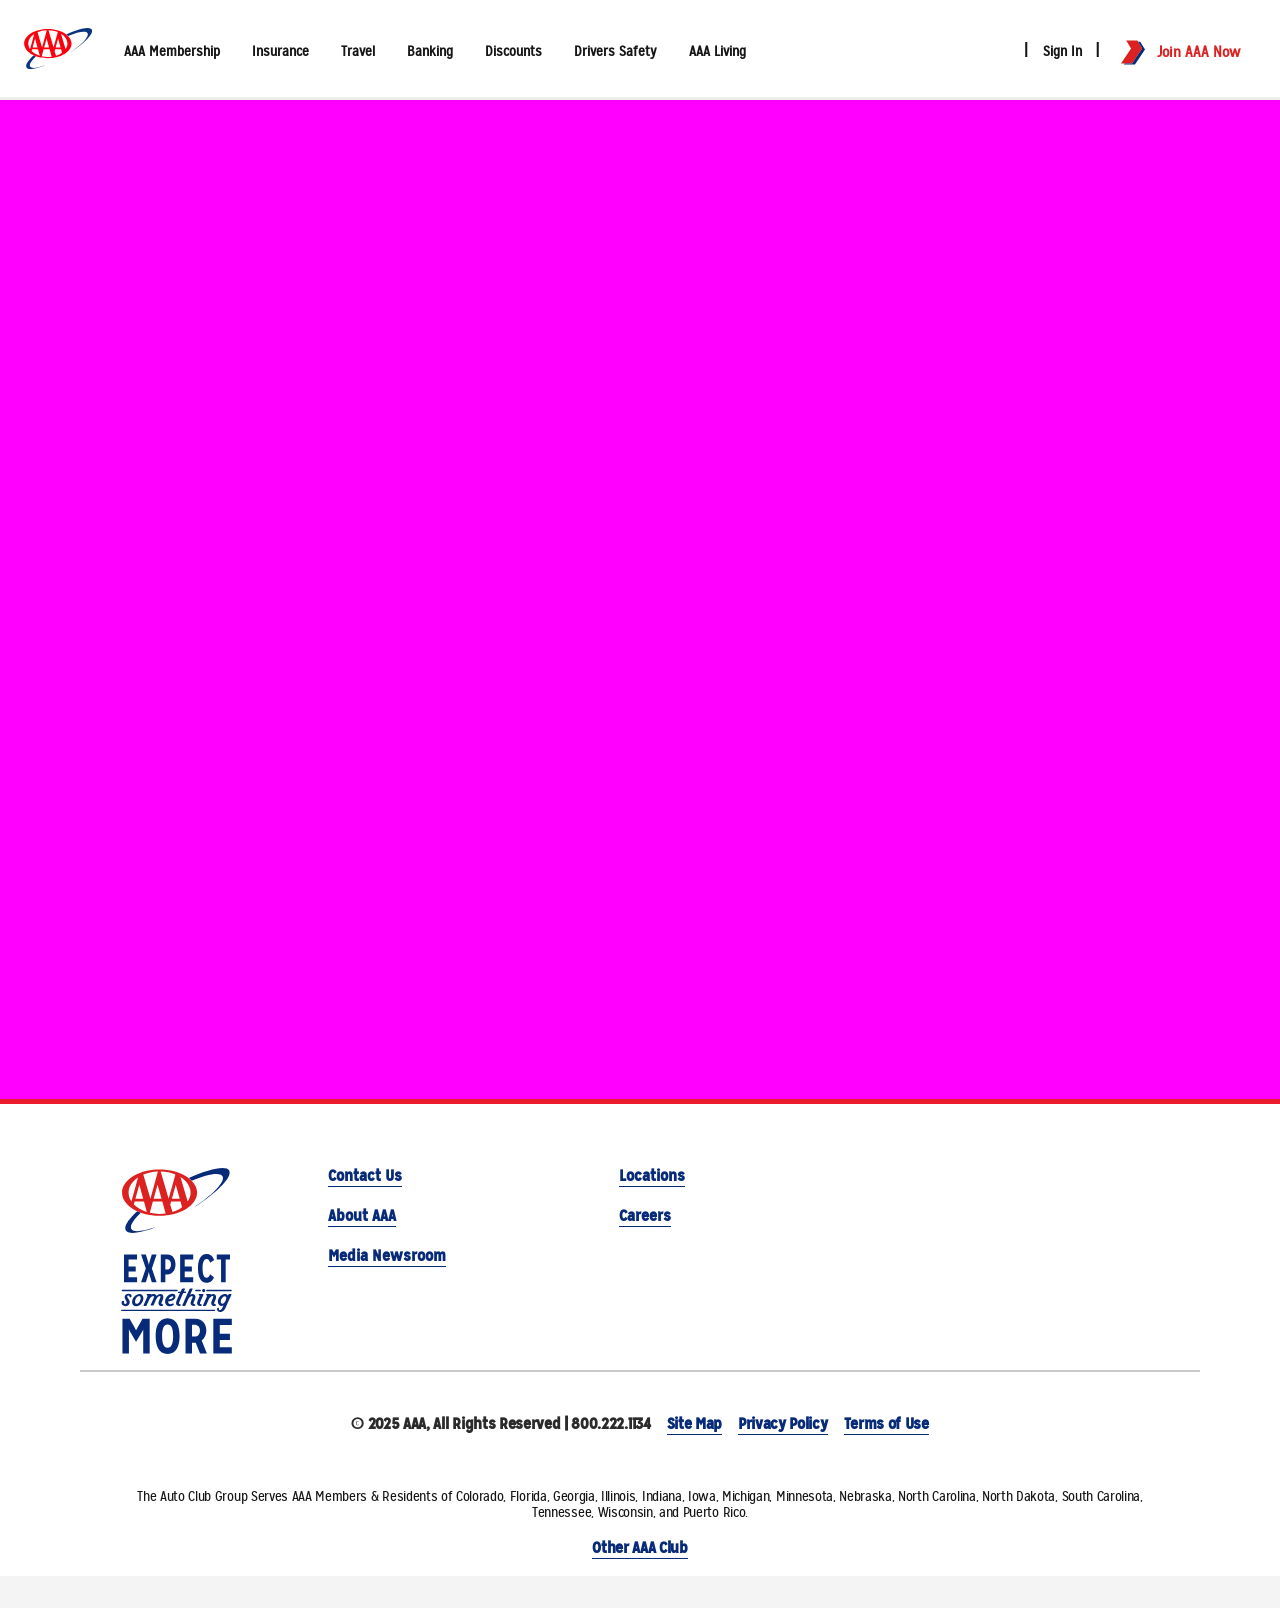 AAA
AAA Membership Insurance Travel Banking Discounts Drivers Safety AAA Living | Sign In | Join AAA Now
AAA
EXPECT
something
MORE
Contact Us
About AAA
Media Newsroom
Locations
Careers
© 2025 AAA, All Rights Reserved | 800.222.1134 Site Map Privacy Policy Terms of Use
The Auto Club Group Serves AAA Members & Residents of Colorado, Florida, Georgia, Illinois, Indiana, Iowa, Michigan, Minnesota, Nebraska, North Carolina, North Dakota, South Carolina,
Tennessee, Wisconsin, and Puerto Rico.
Other AAA Club